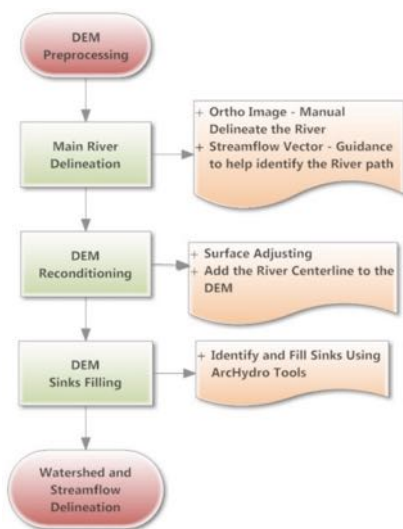 DEM
Preprocessing
Main River
Delineation
+ Ortho Image - Manual
Delineate the River
+ Streamflow Vector - Guidance
to help identify the River path
DEM
Reconditioning
+ Surface Adjusting
+ Add the River Centerline to the
DEM
DEM
Sinks Filling
+ Identify and Fill Sinks Using
ArcHydro Tools
Watershed and
Streamflow
Delineation